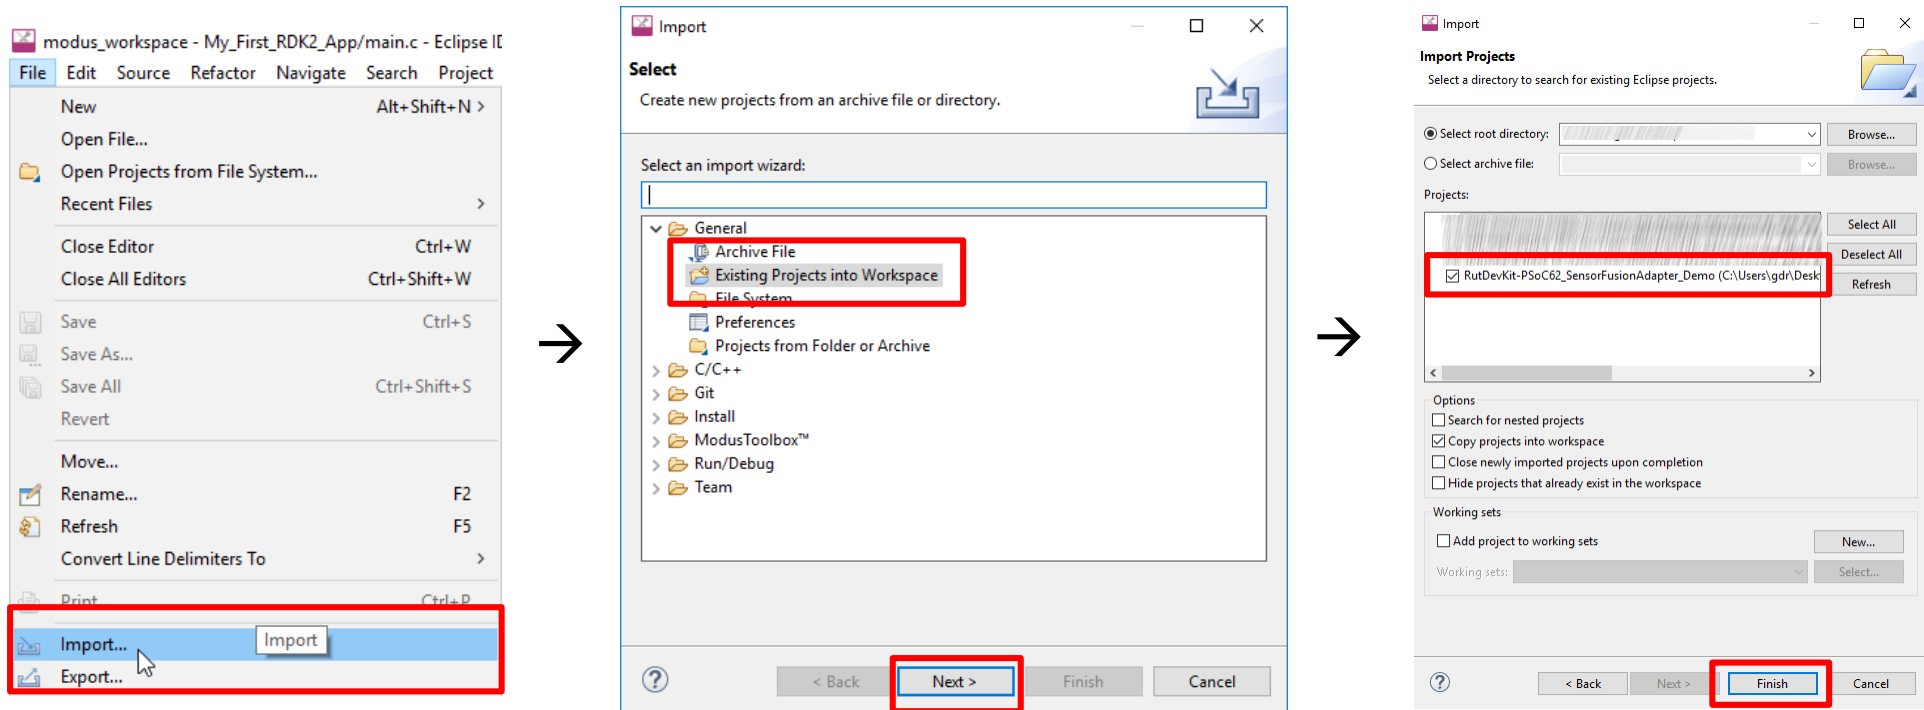 modus_workspace - My_First_RDK2_App/main.c - Eclipse
File Edit Source Refactor Navigate Search Project
New Alt+Shift+N >
Open File...
Open Projects from File System...
Recent Files >
Close Editor Ctrl+W
Close All Editors Ctrl+Shift+W
Save Ctrl+S
Save As...
Save All Ctrl+Shift+S
Revert
Move...
Rename... F2
Refresh F5
Convert Line Delimiters To >
Print Ctrl+P
Import... Import
Export...
→
Import
Select
Create new projects from an archive file or directory.
Select an import wizard:
General
Archive File
Existing Projects into Workspace
File System
Preferences
Projects from Folder or Archive
C/C++
Git
Install
ModusToolbox™
Run/Debug
Team
? < Back Next > Finish Cancel
→
Import
Import Projects
Select a directory to search for existing Eclipse projects.
Select root directory: Browse...
Select archive file: Browse...
Projects:
Select All
Deselect All
RutDevKit-PSoC62_SensorFusionAdapter_Demo (C:\Users\gdr\Desk
Refresh
Options
Search for nested projects
Copy projects into workspace
Close newly imported projects upon completion
Hide projects that already exist in the workspace
Working sets
Add project to working sets New...
Working sets: Select...
? < Back Next > Finish Cancel